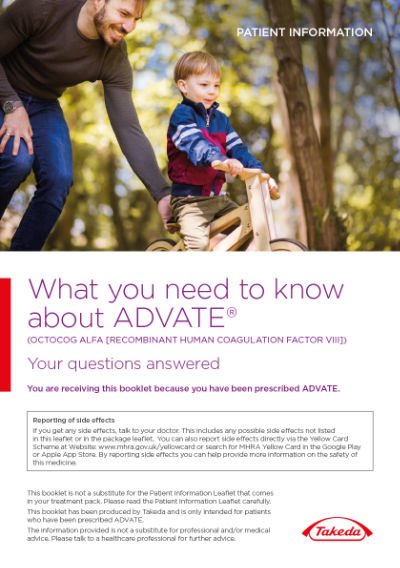 PATIENT INFORMATION
What you need to know
about ADVATE®
(OCTOCOG ALFA [RECOMBINANT HUMAN COAGULATION FACTOR VIII])
Your questions answered
You are receiving this booklet because you have been prescribed ADVATE.
Reporting of side effects
If you get any side effects, talk to your doctor. This includes any possible side effects not listed
in this leaflet or in the package leaflet. You can also report side effects directly via the Yellow Card
Scheme at Website: www.mhra.gov.uk/yellowcard or search for MHRA Yellow Card in the Google Play
or Apple App Store. By reporting side effects you can help provide more information on the safety of
this medicine.
This booklet is not a substitute for the Patient Information Leaflet that comes
in your treatment pack. Please read the Patient Information Leaflet carefully.
This booklet has been produced by Takeda and is only intended for patients
who have been prescribed ADVATE.
The information provided is not a substitute for professional and/or medical
advice. Please talk to a healthcare professional for further advice.
Takeda